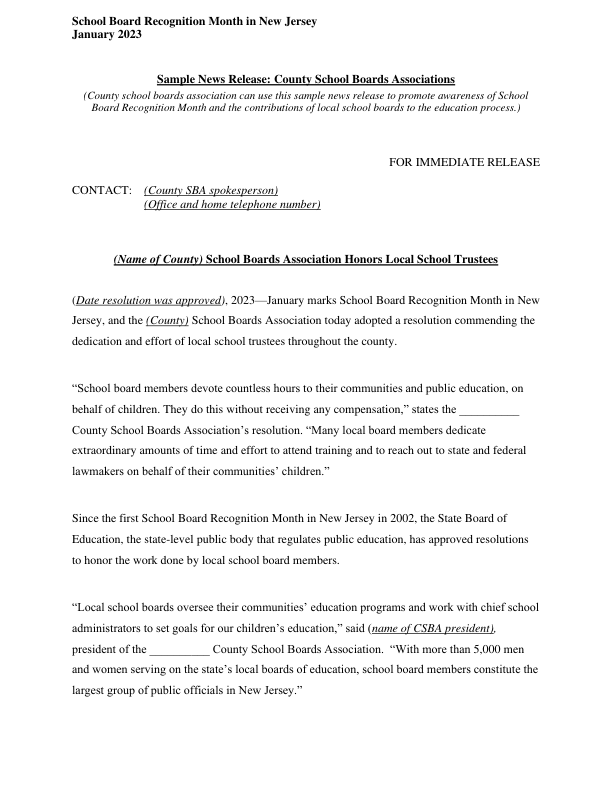 School Board Recognition Month in New Jersey
January 2023
Sample News Release: County School Boards Associations
(County school boards association can use this sample news release to promote awareness of School
Board Recognition Month and the contributions of local school boards to the education process.)
FOR IMMEDIATE RELEASE
CONTACT: (County SBA spokesperson)
(Office and home telephone number)
(Name of County) School Boards Association Honors Local School Trustees
(Date resolution was approved), 2023—January marks School Board Recognition Month in New
Jersey, and the (County) School Boards Association today adopted a resolution commending the
dedication and effort of local school trustees throughout the county.
“School board members devote countless hours to their communities and public education, on
behalf of children. They do this without receiving any compensation,” states the __________
County School Boards Association’s resolution. “Many local board members dedicate
extraordinary amounts of time and effort to attend training and to reach out to state and federal
lawmakers on behalf of their communities’ children.”
Since the first School Board Recognition Month in New Jersey in 2002, the State Board of
Education, the state-level public body that regulates public education, has approved resolutions
to honor the work done by local school board members.
“Local school boards oversee their communities’ education programs and work with chief school
administrators to set goals for our children’s education,” said (name of CSBA president),
president of the __________ County School Boards Association. “With more than 5,000 men
and women serving on the state’s local boards of education, school board members constitute the
largest group of public officials in New Jersey.”